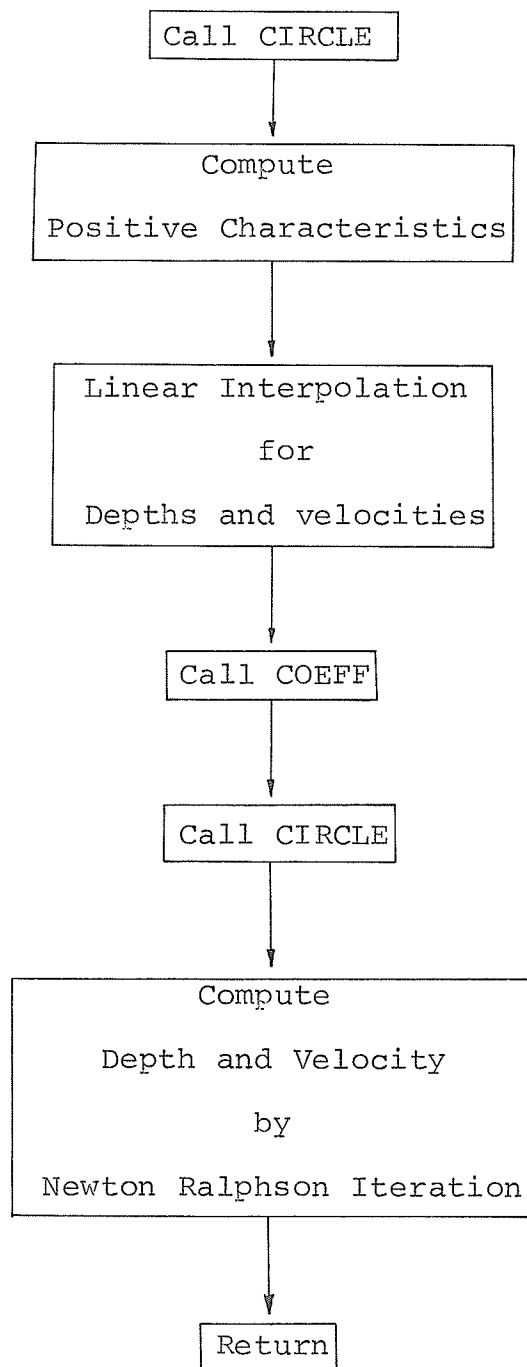 Call CIRCLE
Compute
Positive Characteristics
Linear Interpolation
for
Depths and velocities
Call COEFF
Call CIRCLE
Compute
Depth and Velocity
by
Newton Ralphson Iteration
Return